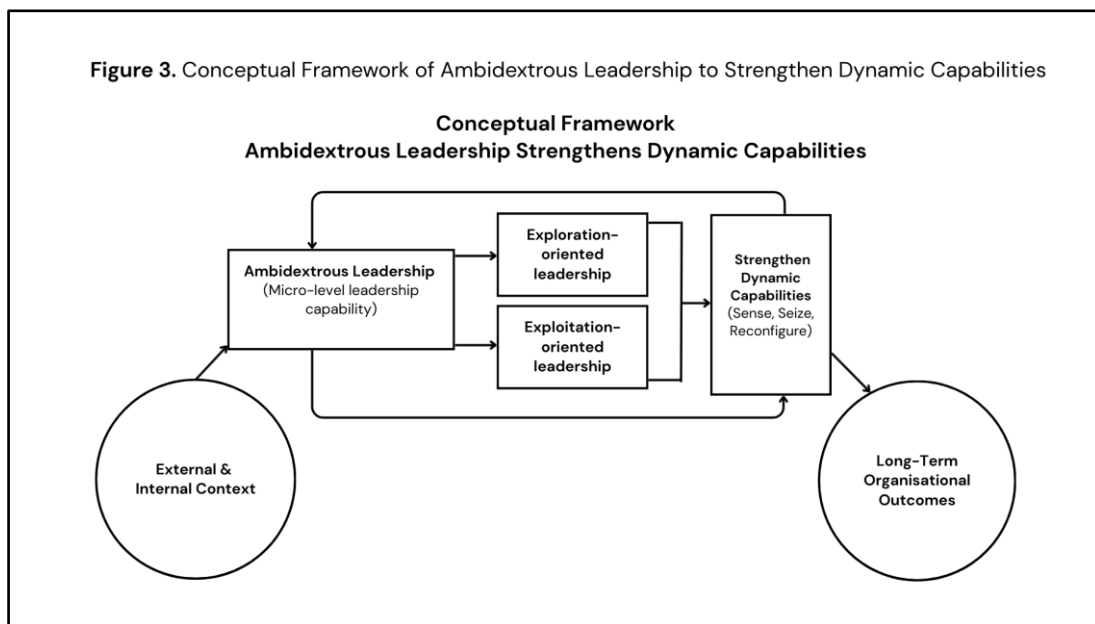 Figure 3. Conceptual Framework of Ambidextrous Leadership to Strengthen Dynamic Capabilities
Conceptual Framework
Ambidextrous Leadership Strengthens Dynamic Capabilities
Ambidextrous Leadership
(Micro-level leadership
capability)
Exploration-
oriented
leadership
Exploitation-
oriented
leadership
Strengthen
Dynamic
Capabilities
(Sense, Seize,
Reconfigure)
External &
Internal Context
Long-Term
Organisational
Outcomes